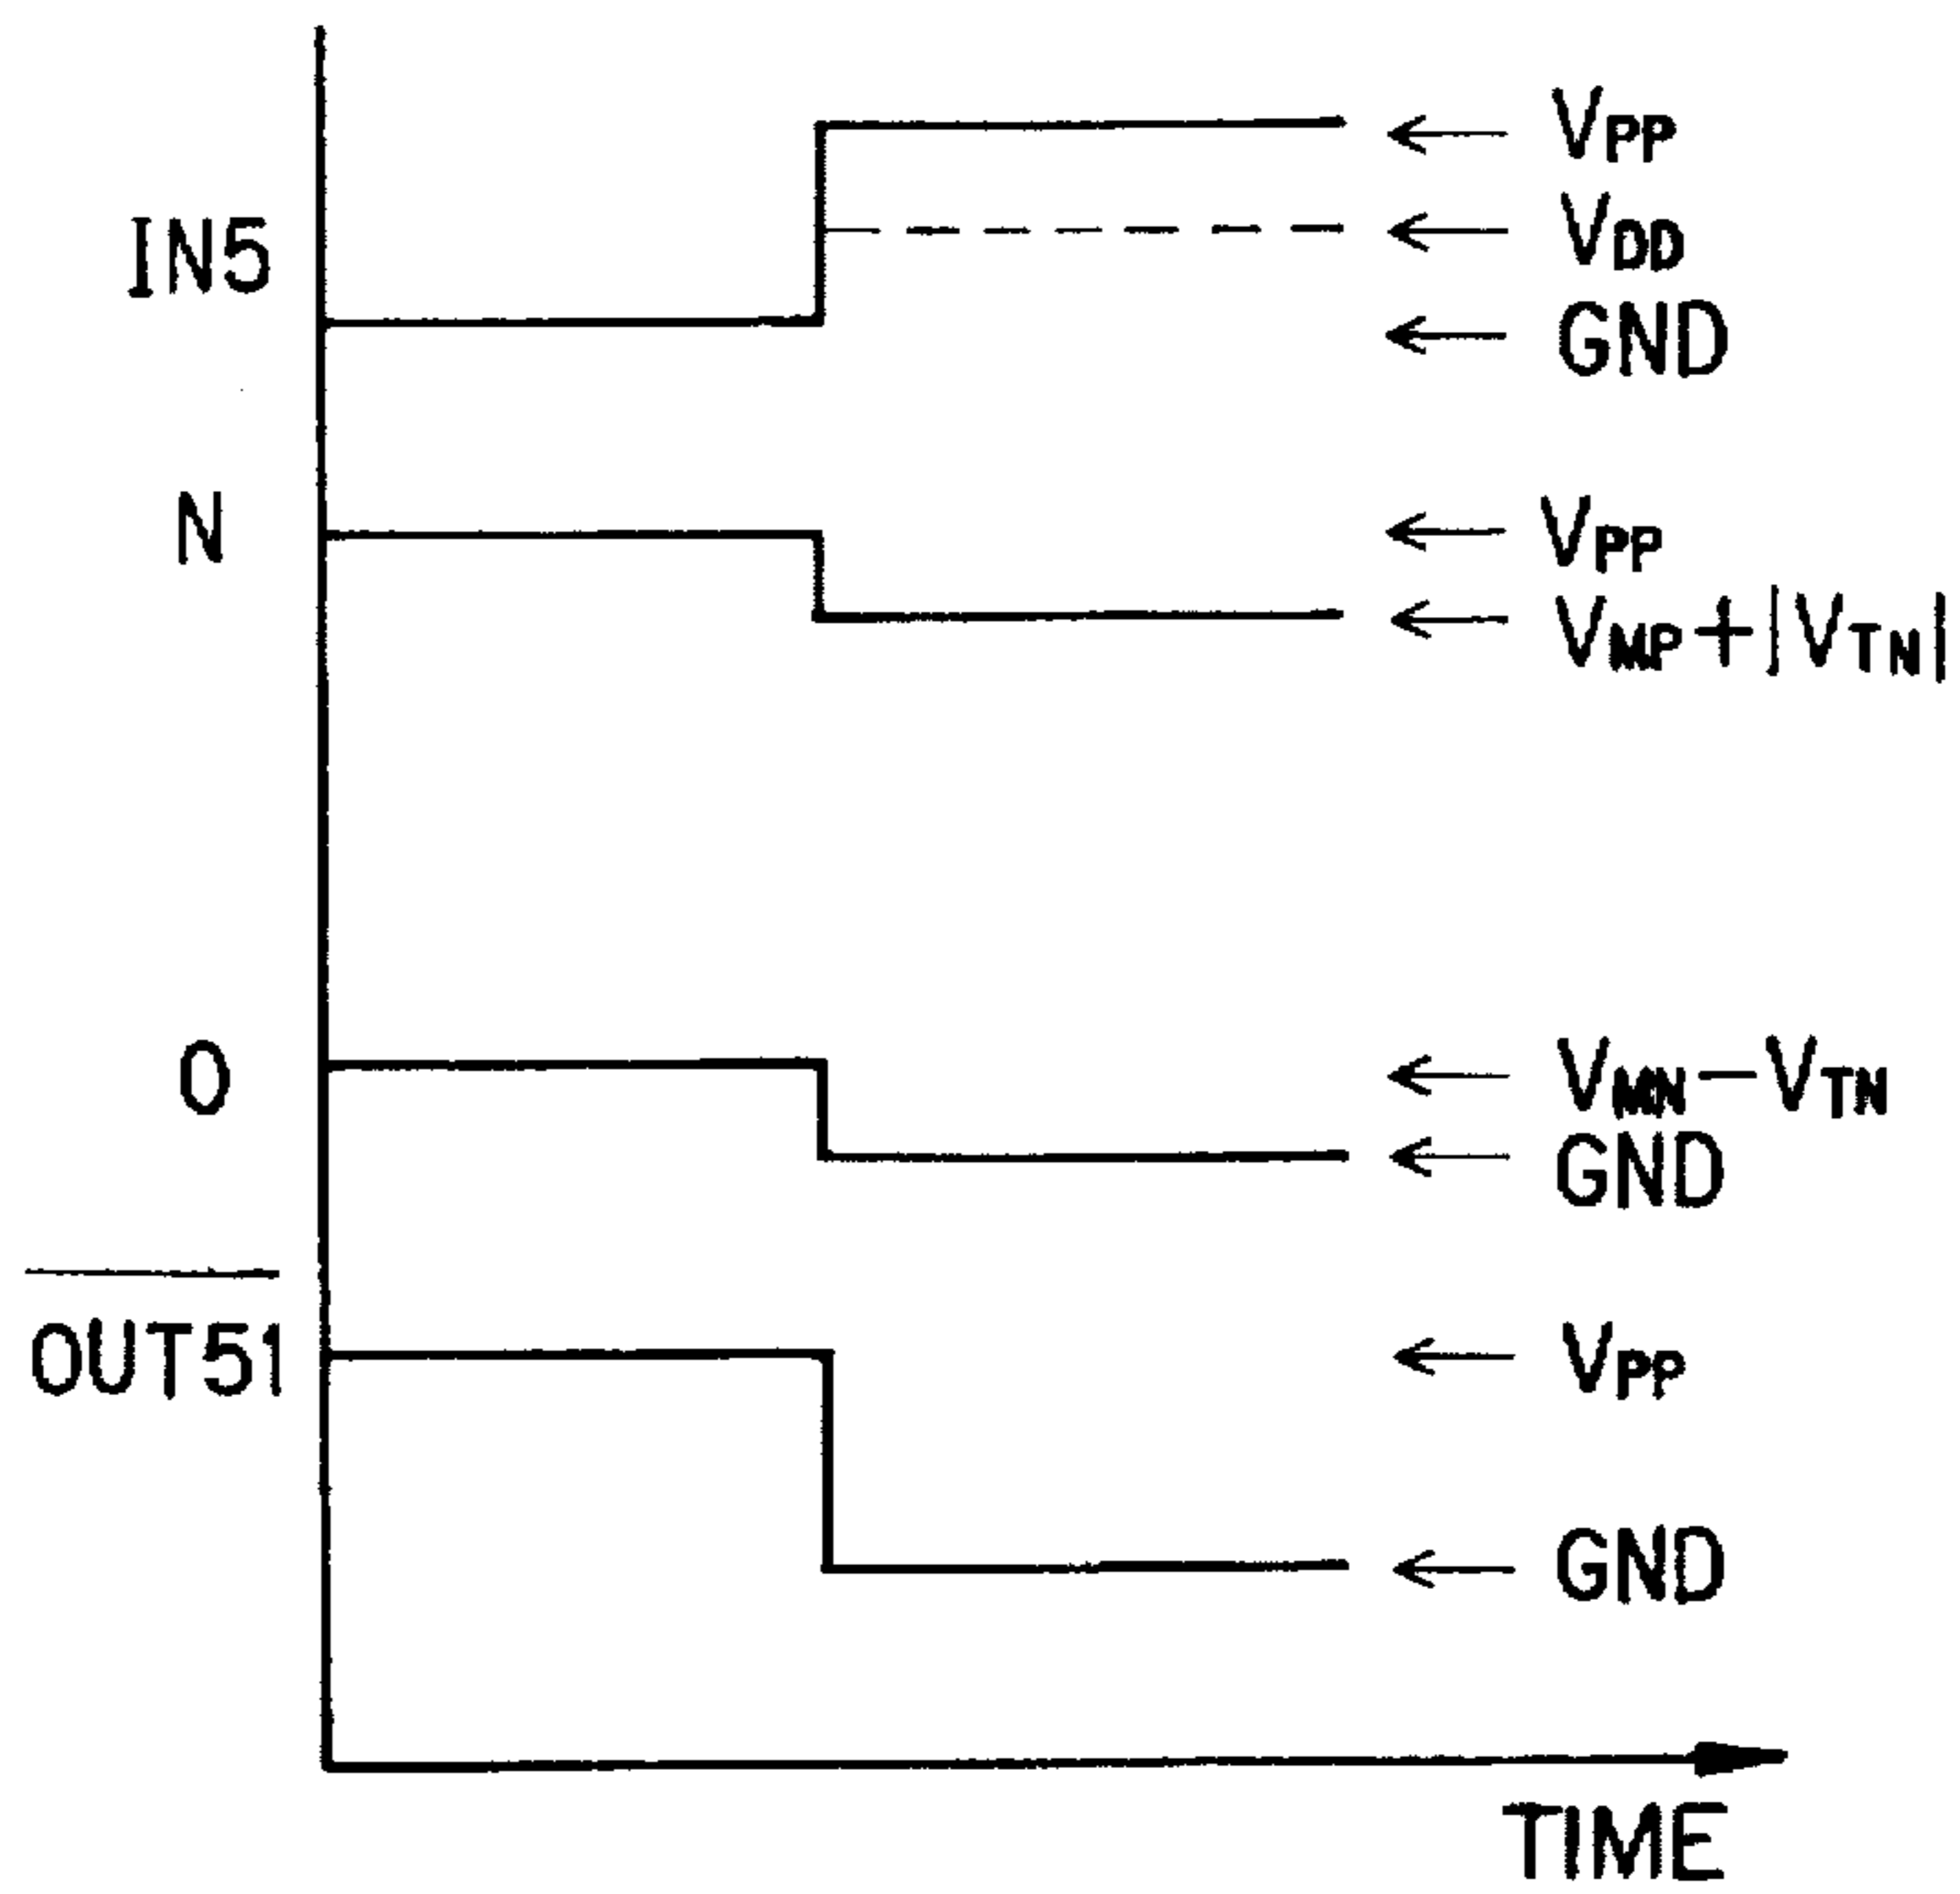 VPP
IN5
VDD
GND
N
VPP
VMP+|VTN|
O
VMN−VTN
GND
OUT51
VPP
GND
TIME